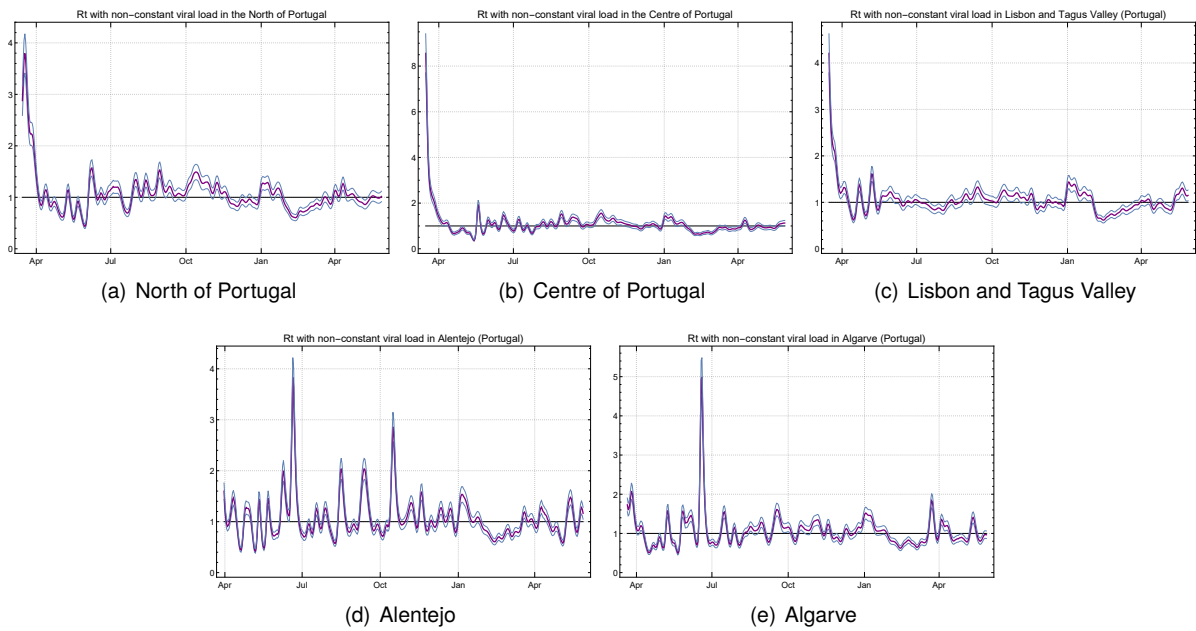 Rt with non−constant viral load in the North of Portugal
4
3
2
1
0
Apr Jul Oct Jan Apr
(a) North of Portugal
Rt with non−constant viral load in the Centre of Portugal
8
6
4
2
0
Apr Jul Oct Jan Apr
(b) Centre of Portugal
Rt with non−constant viral load in Lisbon and Tagus Valley (Portugal)
4
3
2
1
0
Apr Jul Oct Jan Apr
(c) Lisbon and Tagus Valley
Rt with non−constant viral load in Alentejo (Portugal)
4
3
2
1
0
Apr Jul Oct Jan Apr
(d) Alentejo
Rt with non−constant viral load in Algarve (Portugal)
5
4
3
2
1
0
Apr Jul Oct Jan Apr
(e) Algarve